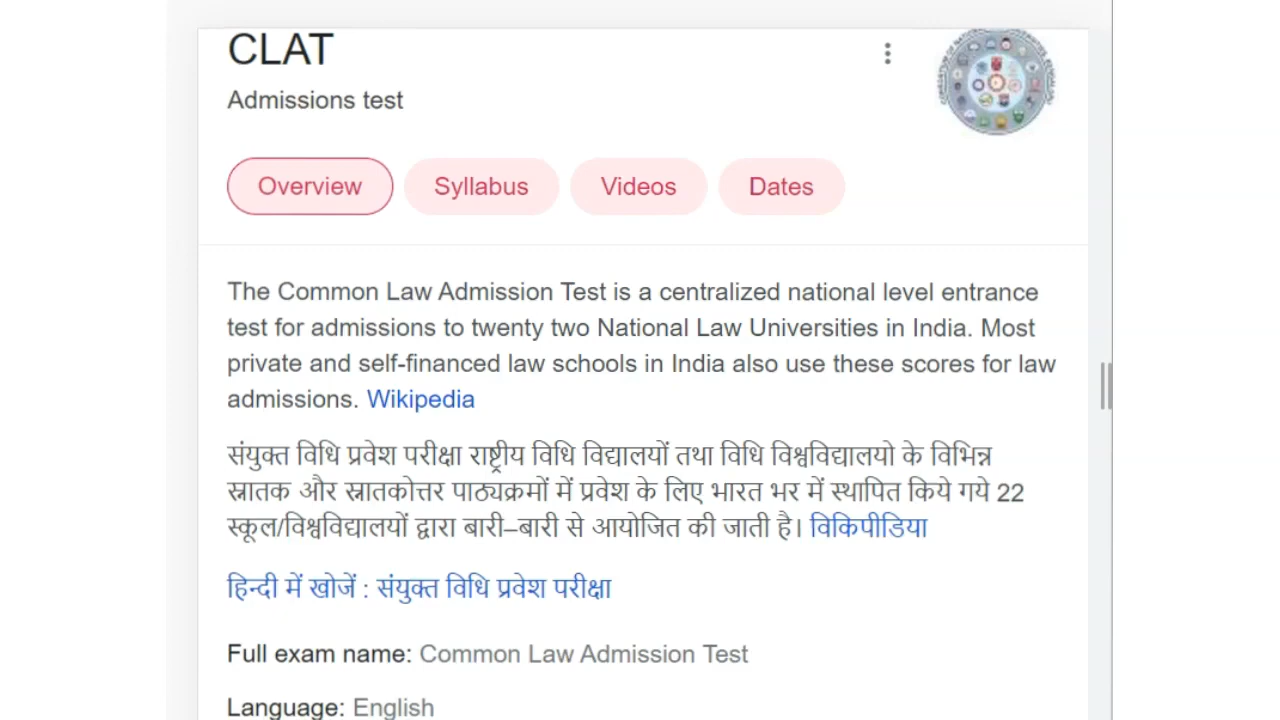 CLAT
Admissions test
Overview
Syllabus
Videos
Dates
The Common Law Admission Test is a centralized national level entrance
test for admissions to twenty two National Law Universities in India. Most
private and self-financed law schools in India also use these scores for law
admissions. Wikipedia
संयुक्त विधि प्रवेश परीक्षा राष्ट्रीय विधि विद्यालयों तथा विधि विश्वविद्यालयो के विभिन्न
स्नातक और स्नातकोत्तर पाठ्यक्रमों में प्रवेश के लिए भारत भर में स्थापित किये गये 22
स्कूल/विश्वविद्यालयों द्वारा बारी–बारी से आयोजित की जाती है। विकिपीडिया
हिन्दी में खोजें : संयुक्त विधि प्रवेश परीक्षा
Full exam name: Common Law Admission Test
Language: English